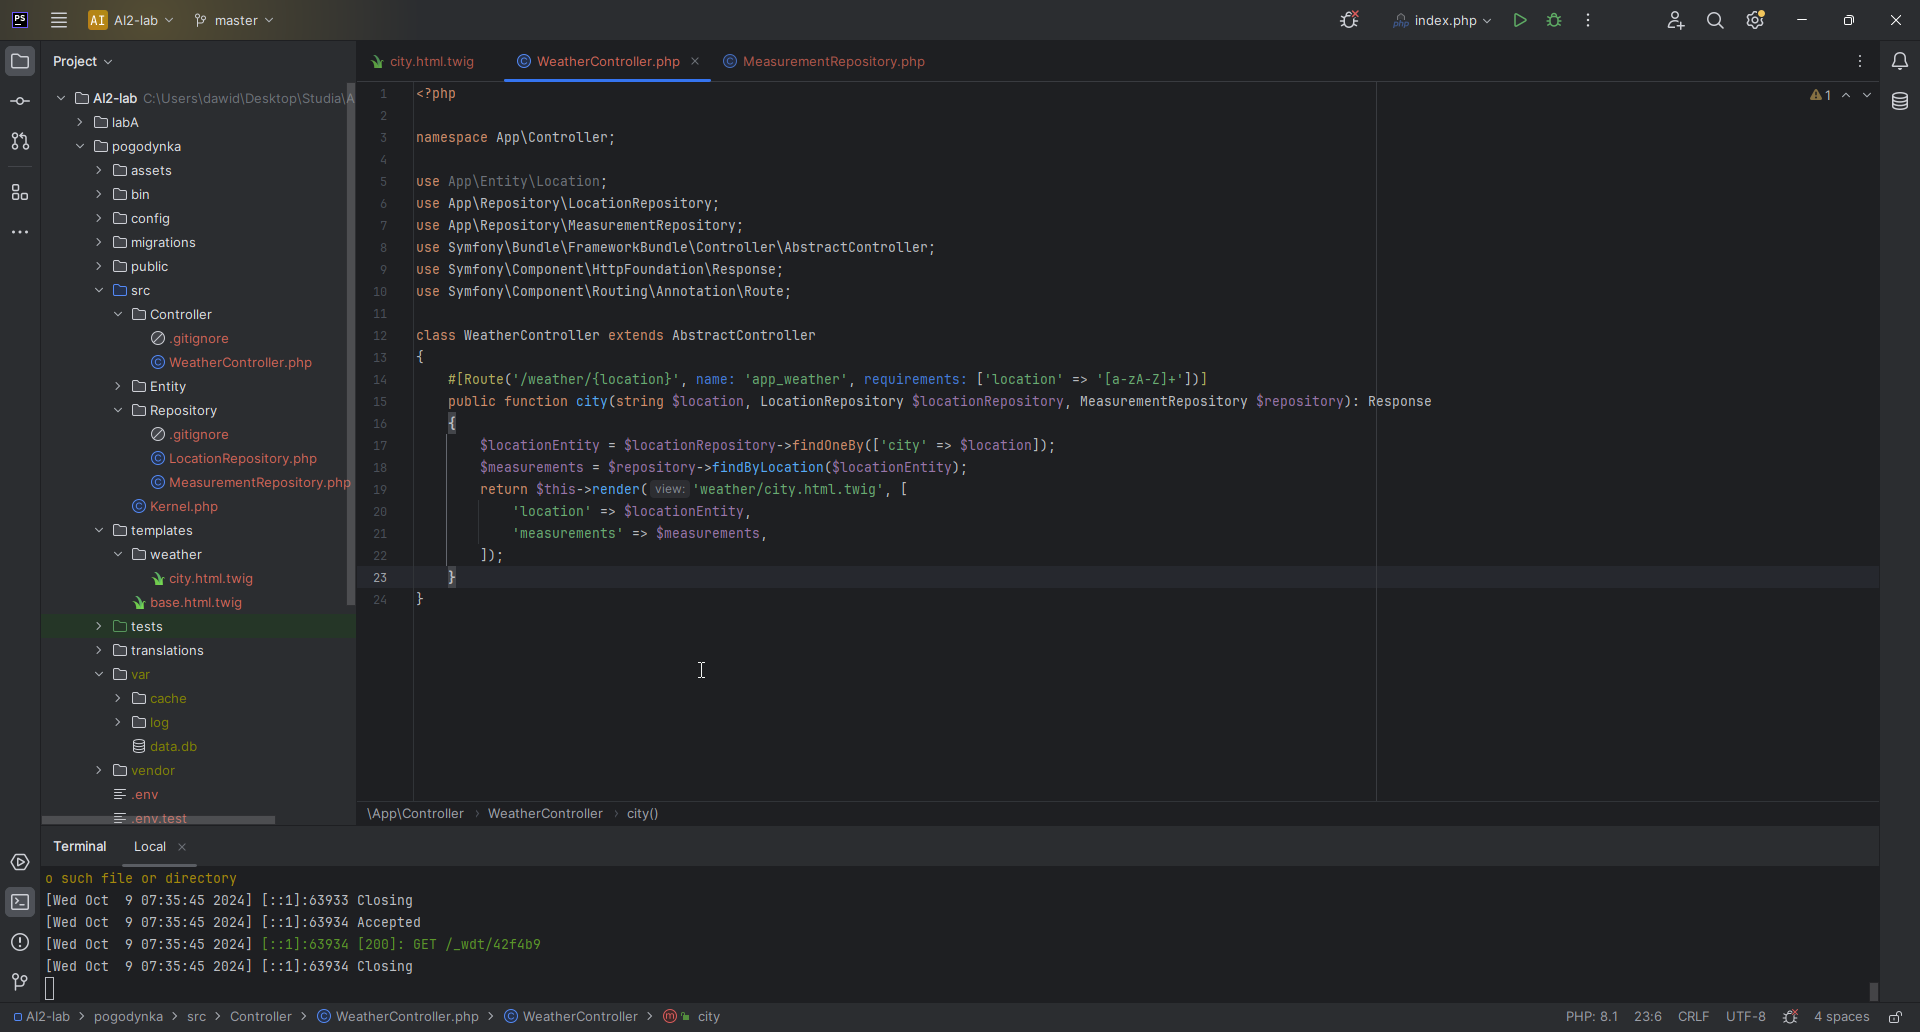 PS AI AI2-lab master php index.php
Project
AI2-lab C:\Users\dawid\Desktop\Studia\A
labA
pogodynka
assets
bin
config
migrations
public
src
Controller
.gitignore
WeatherController.php
Entity
Repository
.gitignore
LocationRepository.php
MeasurementRepository.php
Kernel.php
templates
weather
city.html.twig
base.html.twig
tests
translations
var
cache
log
data.db
vendor
.env
.env.test
city.html.twig WeatherController.php MeasurementRepository.php
1
1 <?php
2
3 namespace App\Controller;
4
5 use App\Entity\Location;
6 use App\Repository\LocationRepository;
7 use App\Repository\MeasurementRepository;
8 use Symfony\Bundle\FrameworkBundle\Controller\AbstractController;
9 use Symfony\Component\HttpFoundation\Response;
10 use Symfony\Component\Routing\Annotation\Route;
11
12 class WeatherController extends AbstractController
13 {
14 #[Route('/weather/{location}', name: 'app_weather', requirements: ['location' => '[a-zA-Z]+'])]
15 public function city(string $location, LocationRepository $locationRepository, MeasurementRepository $repository): Response
16 {
17 $locationEntity = $locationRepository->findOneBy(['city' => $location]);
18 $measurements = $repository->findByLocation($locationEntity);
19 return $this->render( view: 'weather/city.html.twig', [
20 'location' => $locationEntity,
21 'measurements' => $measurements,
22 ]);
23 }
24 }
\App\Controller › WeatherController › city()
Terminal Local
o such file or directory
[Wed Oct  9 07:35:45 2024] [::1]:63933 Closing
[Wed Oct  9 07:35:45 2024] [::1]:63934 Accepted
[Wed Oct  9 07:35:45 2024] [::1]:63934 [200]: GET /_wdt/42f4b9
[Wed Oct  9 07:35:45 2024] [::1]:63934 Closing
AI2-lab > pogodynka > src > Controller > WeatherController.php > WeatherController > m city PHP: 8.1 23:6 CRLF UTF-8 4 spaces